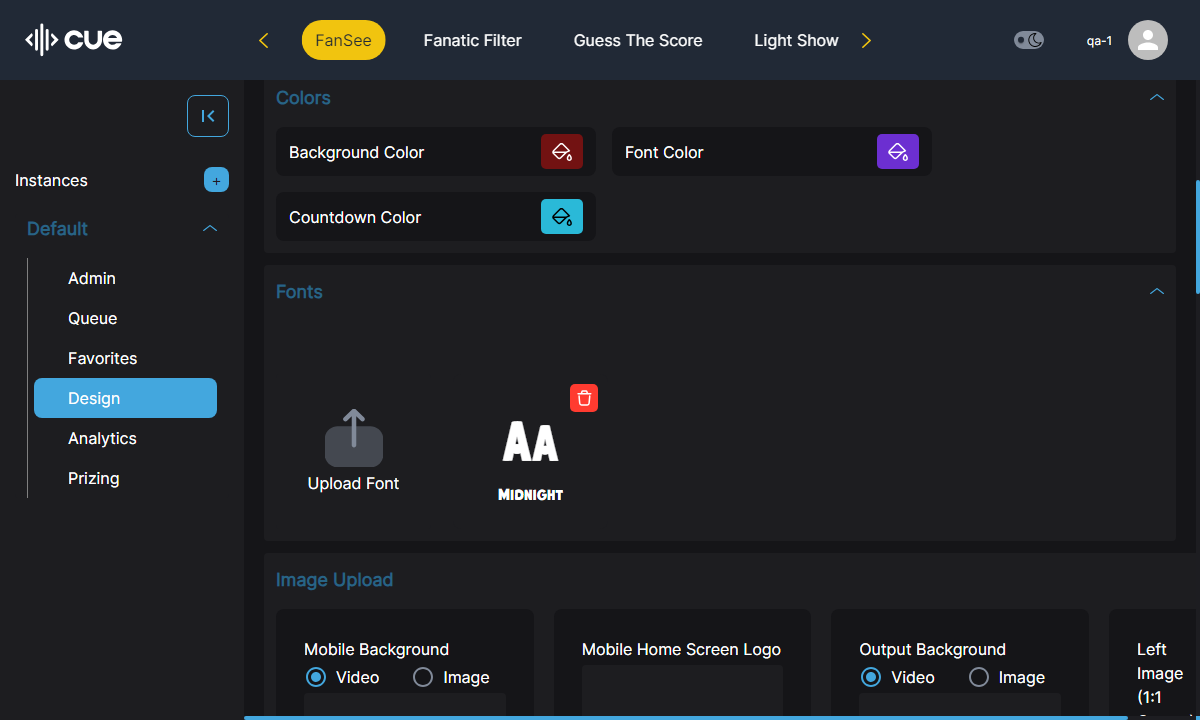 cue
FanSee
Fanatic Filter
Guess The Score
Light Show
qa-1
Instances
+
Default
Admin
Queue
Favorites
Design
Analytics
Prizing
Colors
Background Color
Font Color
Countdown Color
Fonts
Upload Font
AA
MIDNIGHT
Image Upload
Mobile Background
Video
Image
Mobile Home Screen Logo
Output Background
Video
Image
Left
Image
(1:1